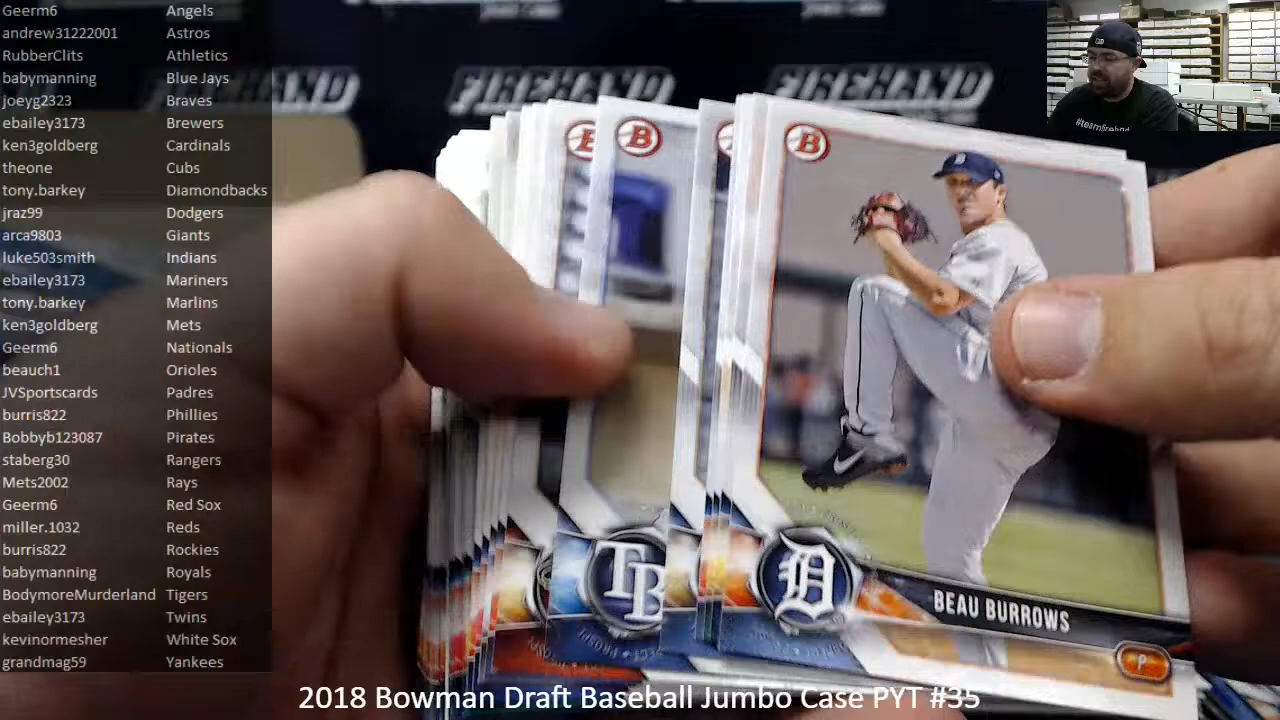 Geerm6 Angels
andrew31222001 Astros
RubberClits Athletics
babymanning Blue Jays
joeyg2323 Braves
ebailey3173 Brewers
ken3goldberg Cardinals
theone Cubs
tony.barkey Diamondbacks
jraz99 Dodgers
arca9803 Giants
luke503smith Indians
ebailey3173 Mariners
tony.barkey Marlins
ken3goldberg Mets
Geerm6 Nationals
beauch1 Orioles
JVSportscards Padres
burris822 Phillies
Bobbyb123087 Pirates
staberg30 Rangers
Mets2002 Rays
Geerm6 Red Sox
miller.1032 Reds
burris822 Rockies
babymanning Royals
BodymoreMurderland Tigers
ebailey3173 Twins
kevinormesher White Sox
grandmag59 Yankees
FIREHAND FIREHAND
B B B
D
TB D
BEAU BURROWS
P
2018 Bowman Draft Baseball Jumbo Case PYT #35